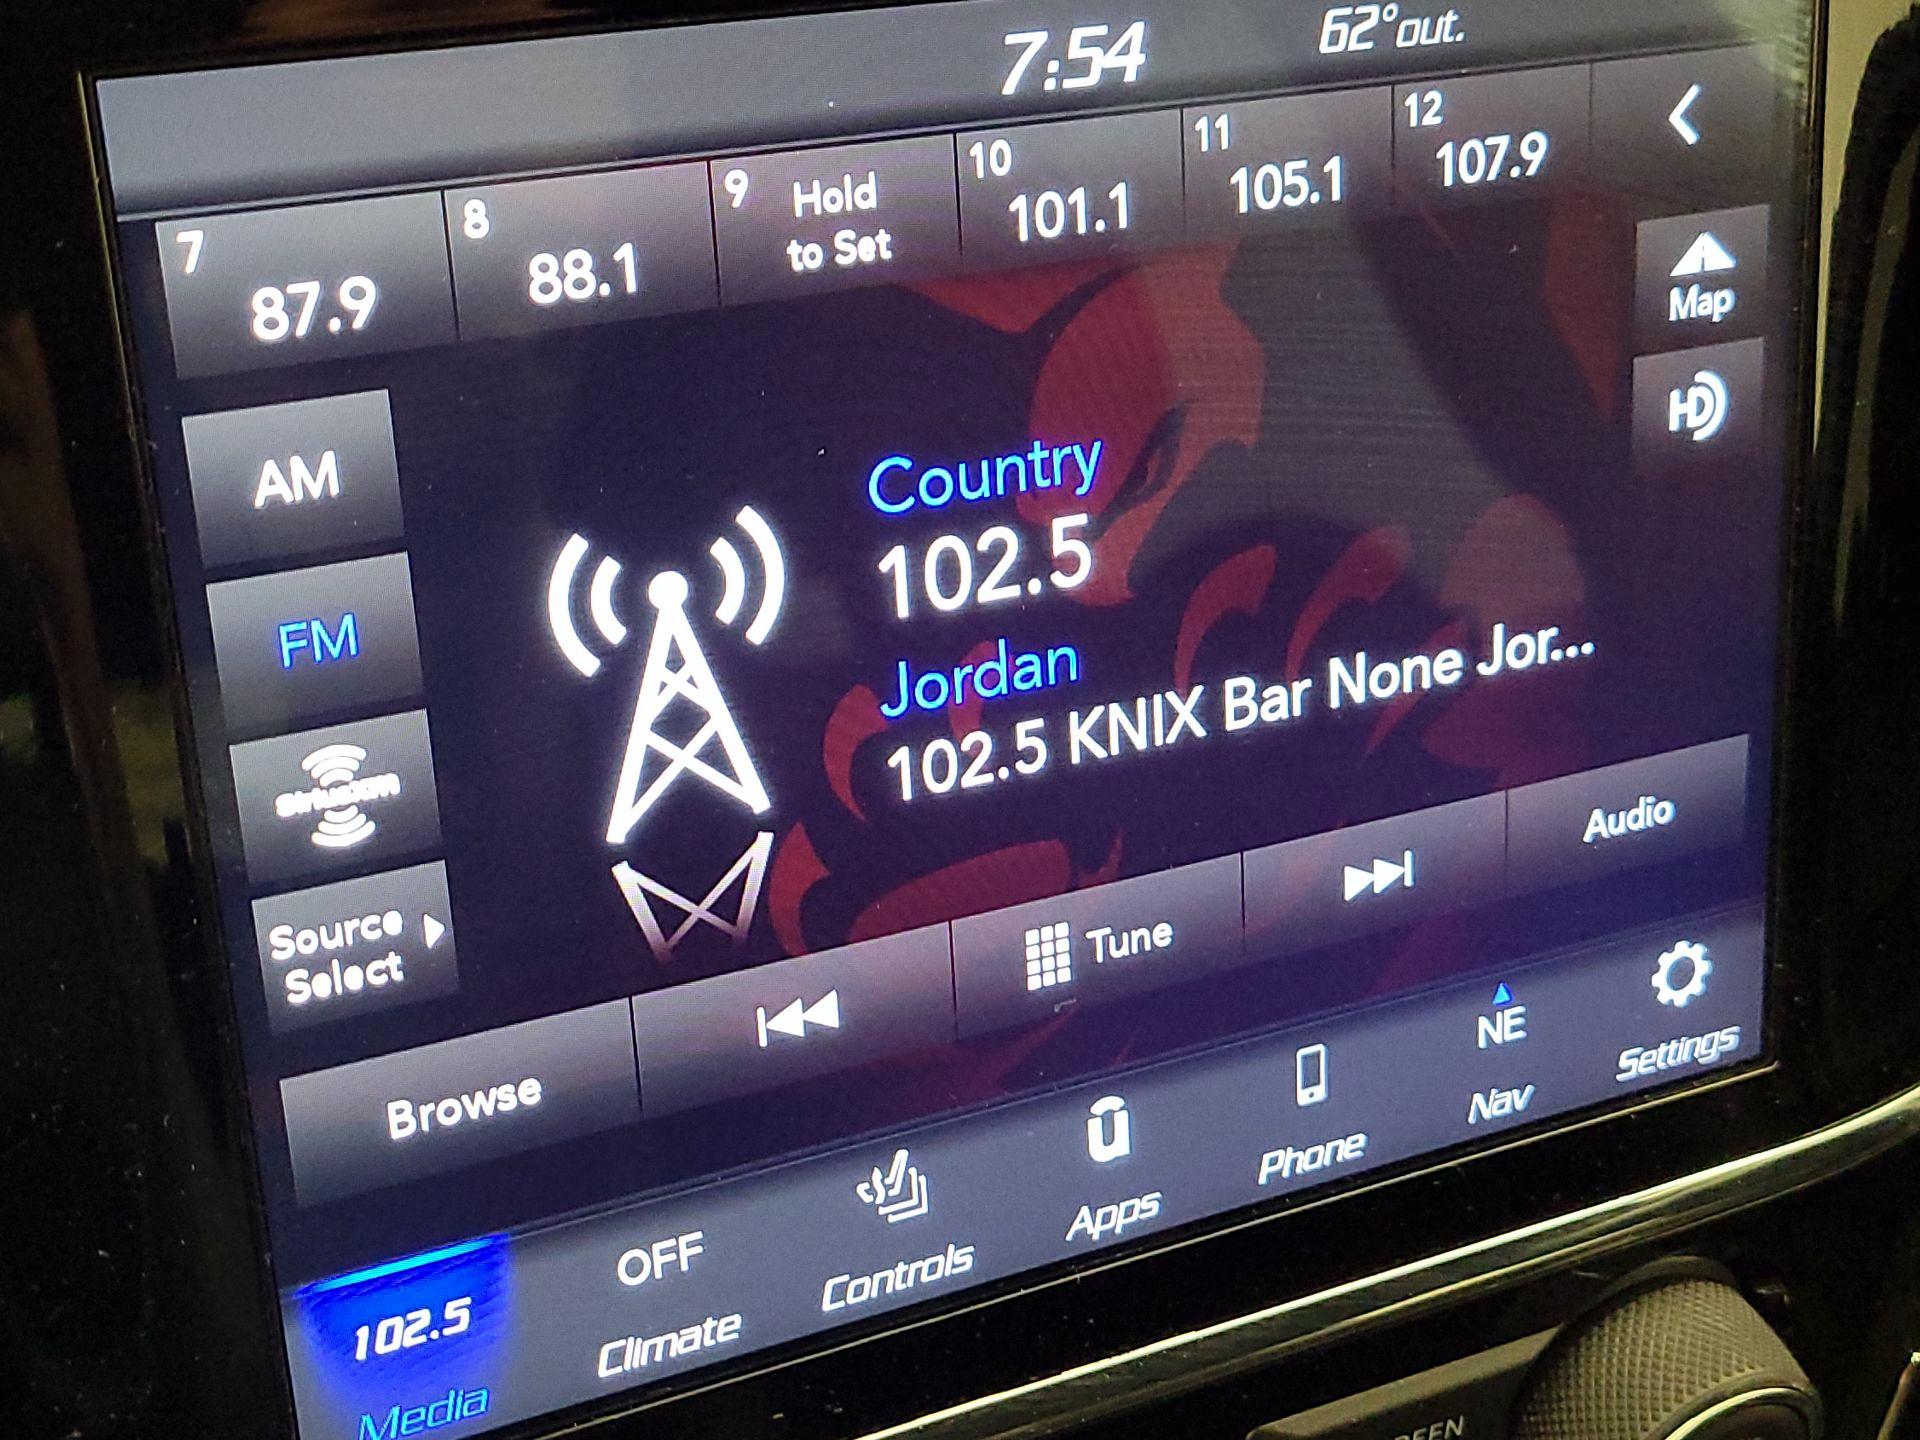 7:54
62°out.
7
87.9
8
88.1
9
Hold
to Set
10
101.1
11
105.1
12
107.9
Map
HD
AM
FM
SiriusXM
Source
Select
Country
102.5
Jordan
102.5 KNIX Bar None Jor...
Browse
Tune
Audio
102.5
Media
OFF
Climate
Controls
Apps
Phone
NE
Nav
Settings